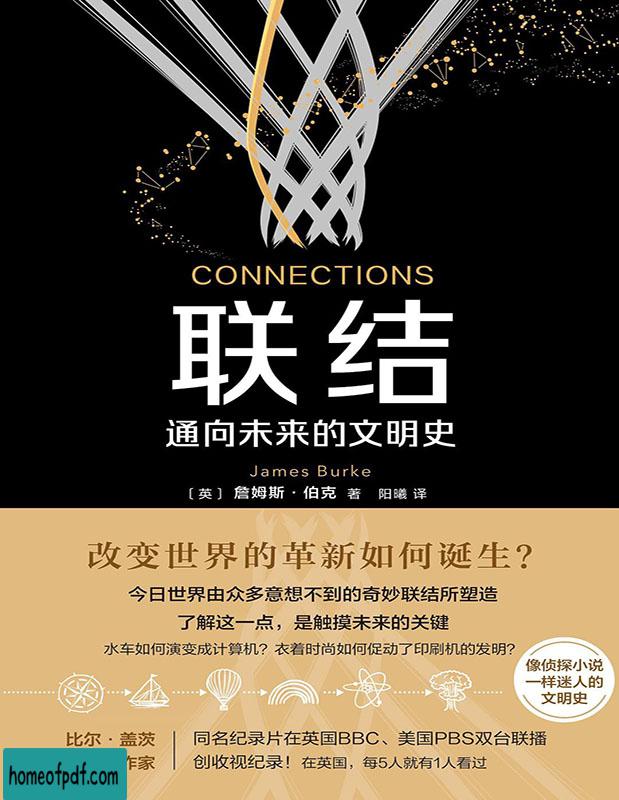 CONNECTIONS
联结
通向未来的文明史
James Burke
[英] 詹姆斯·伯克 著 阳曦 译
改变世界的革新如何诞生?
今日世界由众多意想不到的奇妙联结所塑造
了解这一点,是触摸未来的关键
水车如何演变成计算机?衣着时尚如何促动了印刷机的发明?
像侦探小说
一样迷人的
文明史
比尔·盖茨
作家
同名纪录片在英国BBC、美国PBS双台联播
创收视纪录!在英国,每5人就有1人看过
homeofpdf.com